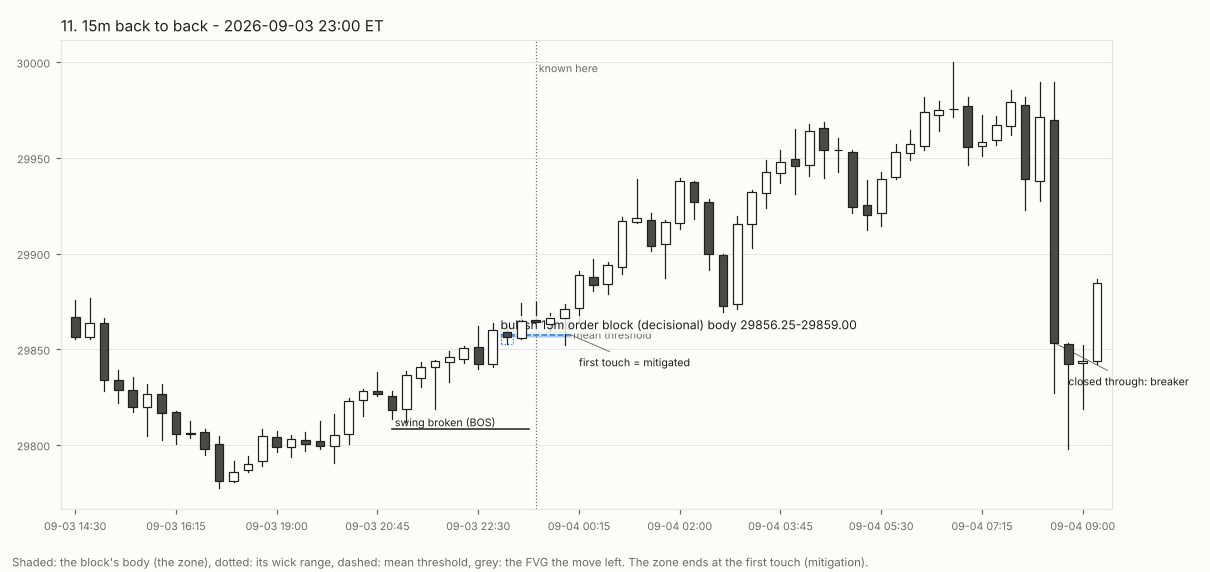 11. 15m back to back - 2026-09-03 23:00 ET
30000
known here
29950
29900
bullish 15m order block (decisional) body 29856.25-29859.00
mean threshold
29850
first touch = mitigated
closed through: breaker
swing broken (BOS)
29800
09-03 14:30 09-03 16:15 09-03 19:00 09-03 20:45 09-03 22:30 09-04 00:15 09-04 02:00 09-04 03:45 09-04 05:30 09-04 07:15 09-04 09:00
Shaded: the block's body (the zone), dotted: its wick range, dashed: mean threshold, grey: the FVG the move left. The zone ends at the first touch (mitigation).